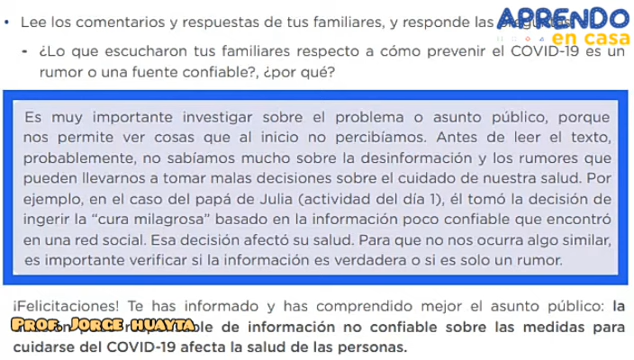 • Lee los comentarios y respuestas de tus familiares, y responde las
APRENDO
en casa
- ¿Lo que escucharon tus familiares respecto a cómo prevenir el COVID-19 es un
rumor o una fuente confiable?, ¿por qué?
Es muy importante investigar sobre el problema o asunto público, porque
nos permite ver cosas que al inicio no percibíamos. Antes de leer el texto,
probablemente, no sabíamos mucho sobre la desinformación y los rumores que
pueden llevarnos a tomar malas decisiones sobre el cuidado de nuestra salud. Por
ejemplo, en el caso del papá de Julia (actividad del día 1), él tomó la decisión de
ingerir la “cura milagrosa” basado en la información poco confiable que encontró
en una red social. Esa decisión afectó su salud. Para que no nos ocurra algo similar,
es importante verificar si la información es verdadera o si es solo un rumor.
¡Felicitaciones! Te has informado y has comprendido mejor el asunto público: la
Prof. Jorge huayta
de información no confiable sobre las medidas para
cuidarse del COVID-19 afecta la salud de las personas.